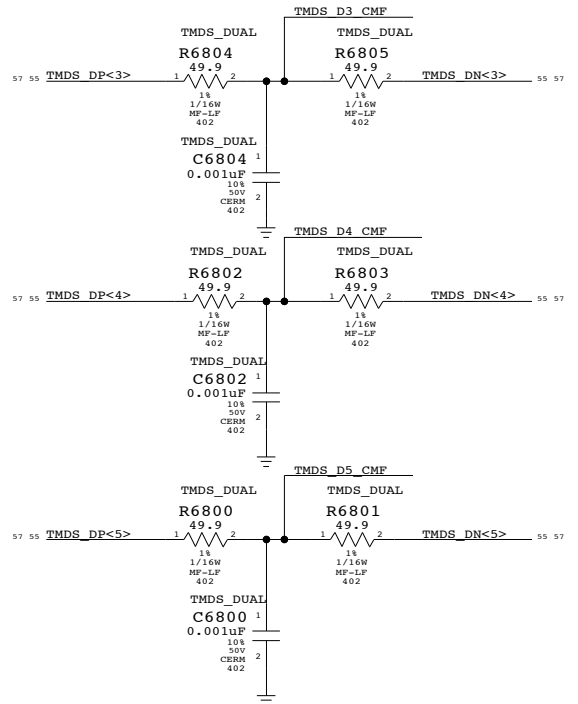 TMDS_D3_CMF
TMDS_DUAL TMDS_DUAL
R6804 R6805
49.9 49.9
57 55 TMDS_DP<3> 1 2 1 2 TMDS_DN<3> 55 57
1% 1%
1/16W 1/16W
MF-LF MF-LF
402 402
TMDS_DUAL
C6804 1
0.001uF
10%
50V
CERM 2
402
TMDS_D4_CMF
TMDS_DUAL TMDS_DUAL
R6802 R6803
49.9 49.9
57 55 TMDS_DP<4> 1 2 1 2 TMDS_DN<4> 55 57
1% 1%
1/16W 1/16W
MF-LF MF-LF
402 402
TMDS_DUAL
C6802 1
0.001uF
10%
50V
CERM 2
402
TMDS_D5_CMF
TMDS_DUAL TMDS_DUAL
R6800 R6801
49.9 49.9
57 55 TMDS_DP<5> 1 2 1 2 TMDS_DN<5> 55 57
1% 1%
1/16W 1/16W
MF-LF MF-LF
402 402
TMDS_DUAL
C6800 1
0.001uF
10%
50V
CERM 2
402